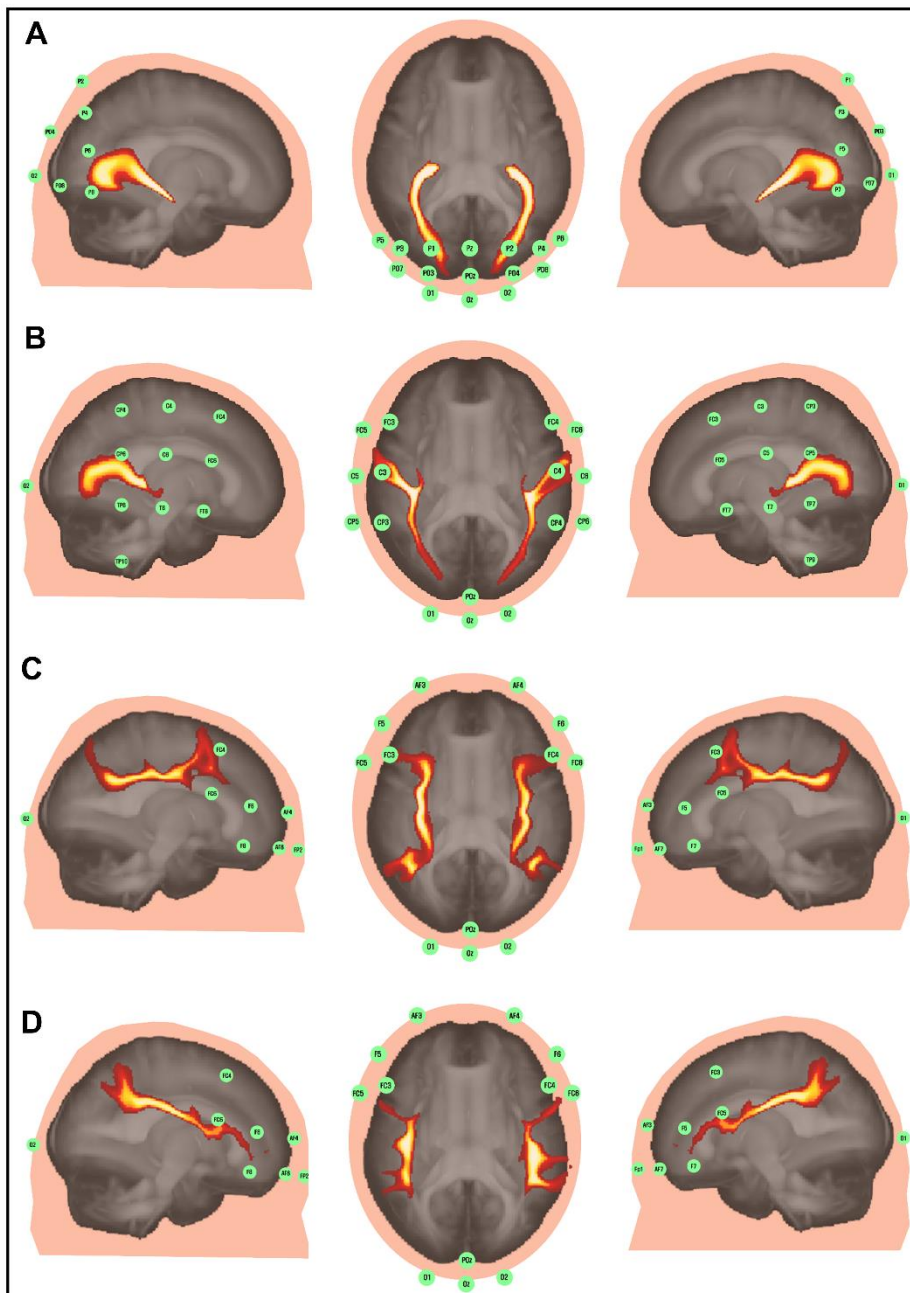 A
P2
P4
PO4
P6
O2
PO8
P8
P5 P3 P1 Pz P2 P4 P6
PO7 PO3 POz PO4 PO8
O1 Oz O2
P1
P3
PO3
P5
O1
PO7
P7
B
CP4 C4 FC4
CP6 C6 FC6
O2
TP8 T8 FT8
TP10
FC5 FC3 FC4 FC6
C5 C3 C4 C6
CP5 CP3 CP4 CP6
POz
O1 Oz O2
FC3 C3 CP3
FC5 C5 CP5
O1
FT7 T7 TP7
TP9
C
FC4
FC6
F6
AF4
O2
F8 AF8 FP2
AF3 AF4
F5 F6
FC5 FC3 FC4 FC6
POz
O1 Oz O2
FC3
FC5
AF3 F5
O1
Fp1 AF7 F7
D
FC4
FC6
F6
AF4
O2
F8 AF8 FP2
AF3 AF4
F5 F6
FC5 FC3 FC4 FC6
POz
O1 Oz O2
FC3
FC5
AF3 F5
O1
Fp1 AF7 F7